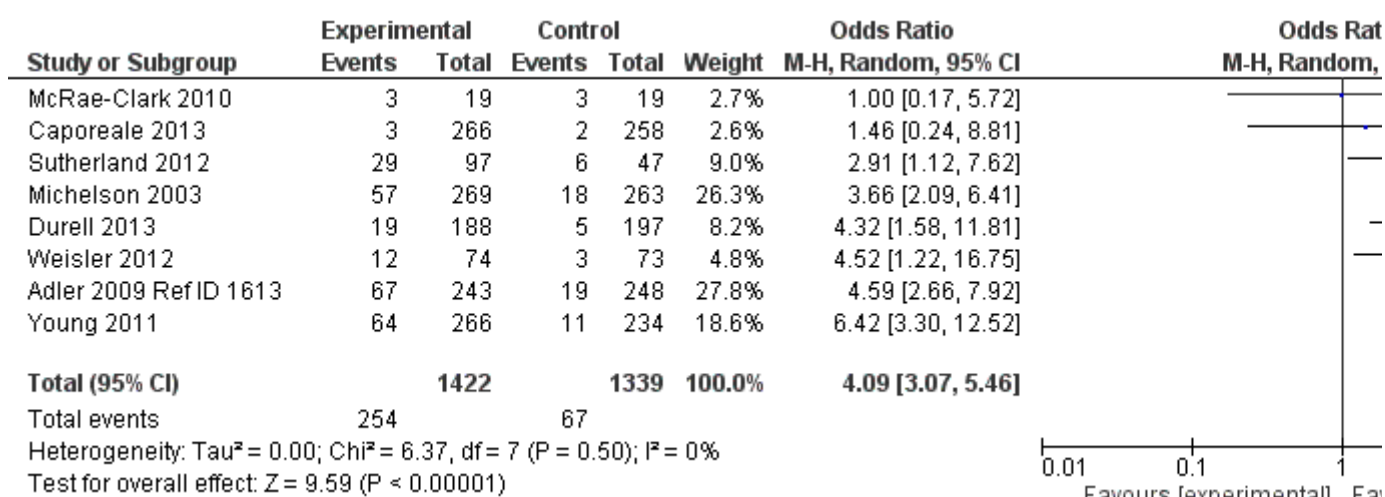 Experimental Control Odds Ratio Odds Rat
Study or Subgroup Events Total Events Total Weight M-H, Random, 95% CI M-H, Random,
McRae-Clark 2010 3 19 3 19 2.7% 1.00 [0.17, 5.72]
Caporeale 2013 3 266 2 258 2.6% 1.46 [0.24, 8.81]
Sutherland 2012 29 97 6 47 9.0% 2.91 [1.12, 7.62]
Michelson 2003 57 269 18 263 26.3% 3.66 [2.09, 6.41]
Durell 2013 19 188 5 197 8.2% 4.32 [1.58, 11.81]
Weisler 2012 12 74 3 73 4.8% 4.52 [1.22, 16.75]
Adler 2009 Ref ID 1613 67 243 19 248 27.8% 4.59 [2.66, 7.92]
Young 2011 64 266 11 234 18.6% 6.42 [3.30, 12.52]
Total (95% CI) 1422 1339 100.0% 4.09 [3.07, 5.46]
Total events 254 67
Heterogeneity: Tau² = 0.00; Chi² = 6.37, df = 7 (P = 0.50); I² = 0%
Test for overall effect: Z = 9.59 (P < 0.00001)
0.01 0.1 1
Favours [experimental] Fav